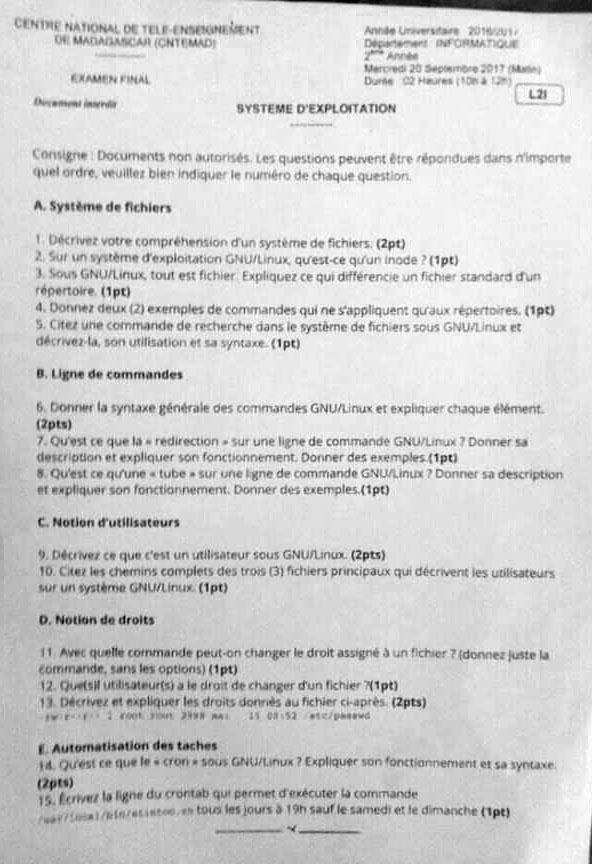 CENTRE NATIONAL DE TELE-ENSEIGNEMENT
DE MADAGASCAR (CNTEMAD)
EXAMEN FINAL
Document interdit
Année Universitaire 2016/2017
Département INFORMATIQUE
2ème Année
Mercredi 20 Septembre 2017 (Matin)
Durée 02 Heures (10h à 12h)
L2I
SYSTEME D'EXPLOITATION
Consigne : Documents non autorisés. Les questions peuvent être répondues dans n'importe
quel ordre, veuillez bien indiquer le numéro de chaque question.
A. Système de fichiers
1. Décrivez votre compréhension d'un système de fichiers. (2pt)
2. Sur un système d'exploitation GNU/Linux, qu'est-ce qu'un inode ? (1pt)
3. Sous GNU/Linux, tout est fichier. Expliquez ce qui différencie un fichier standard d'un
répertoire. (1pt)
4. Donnez deux (2) exemples de commandes qui ne s'appliquent qu'aux répertoires. (1pt)
5. Citez une commande de recherche dans le système de fichiers sous GNU/Linux et
décrivez-la, son utilisation et sa syntaxe. (1pt)
B. Ligne de commandes
6. Donner la syntaxe générale des commandes GNU/Linux et expliquer chaque élément.
(2pts)
7. Qu'est ce que la « redirection » sur une ligne de commande GNU/Linux ? Donner sa
description et expliquer son fonctionnement. Donner des exemples.(1pt)
8. Qu'est ce qu'une « tube » sur une ligne de commande GNU/Linux ? Donner sa description
et expliquer son fonctionnement. Donner des exemples.(1pt)
C. Notion d'utilisateurs
9. Décrivez ce que c'est un utilisateur sous GNU/Linux. (2pts)
10. Citez les chemins complets des trois (3) fichiers principaux qui décrivent les utilisateurs
sur un système GNU/Linux. (1pt)
D. Notion de droits
11. Avec quelle commande peut-on changer le droit assigné à un fichier ? (donnez juste la
commande, sans les options) (1pt)
12. Quel(s)l utilisateur(s) a le droit de changer d'un fichier ?(1pt)
13. Décrivez et expliquer les droits donnés au fichier ci-après. (2pts)
-rw-r--r-- 1 root root 2998 mai 15 08:52 /etc/passwd
E. Automatisation des taches
14. Qu'est ce que le « cron » sous GNU/Linux ? Expliquer son fonctionnement et sa syntaxe.
(2pts)
15. Écrivez la ligne du crontab qui permet d'exécuter la commande
tous les jours à 19h sauf le samedi et le dimanche (1pt)